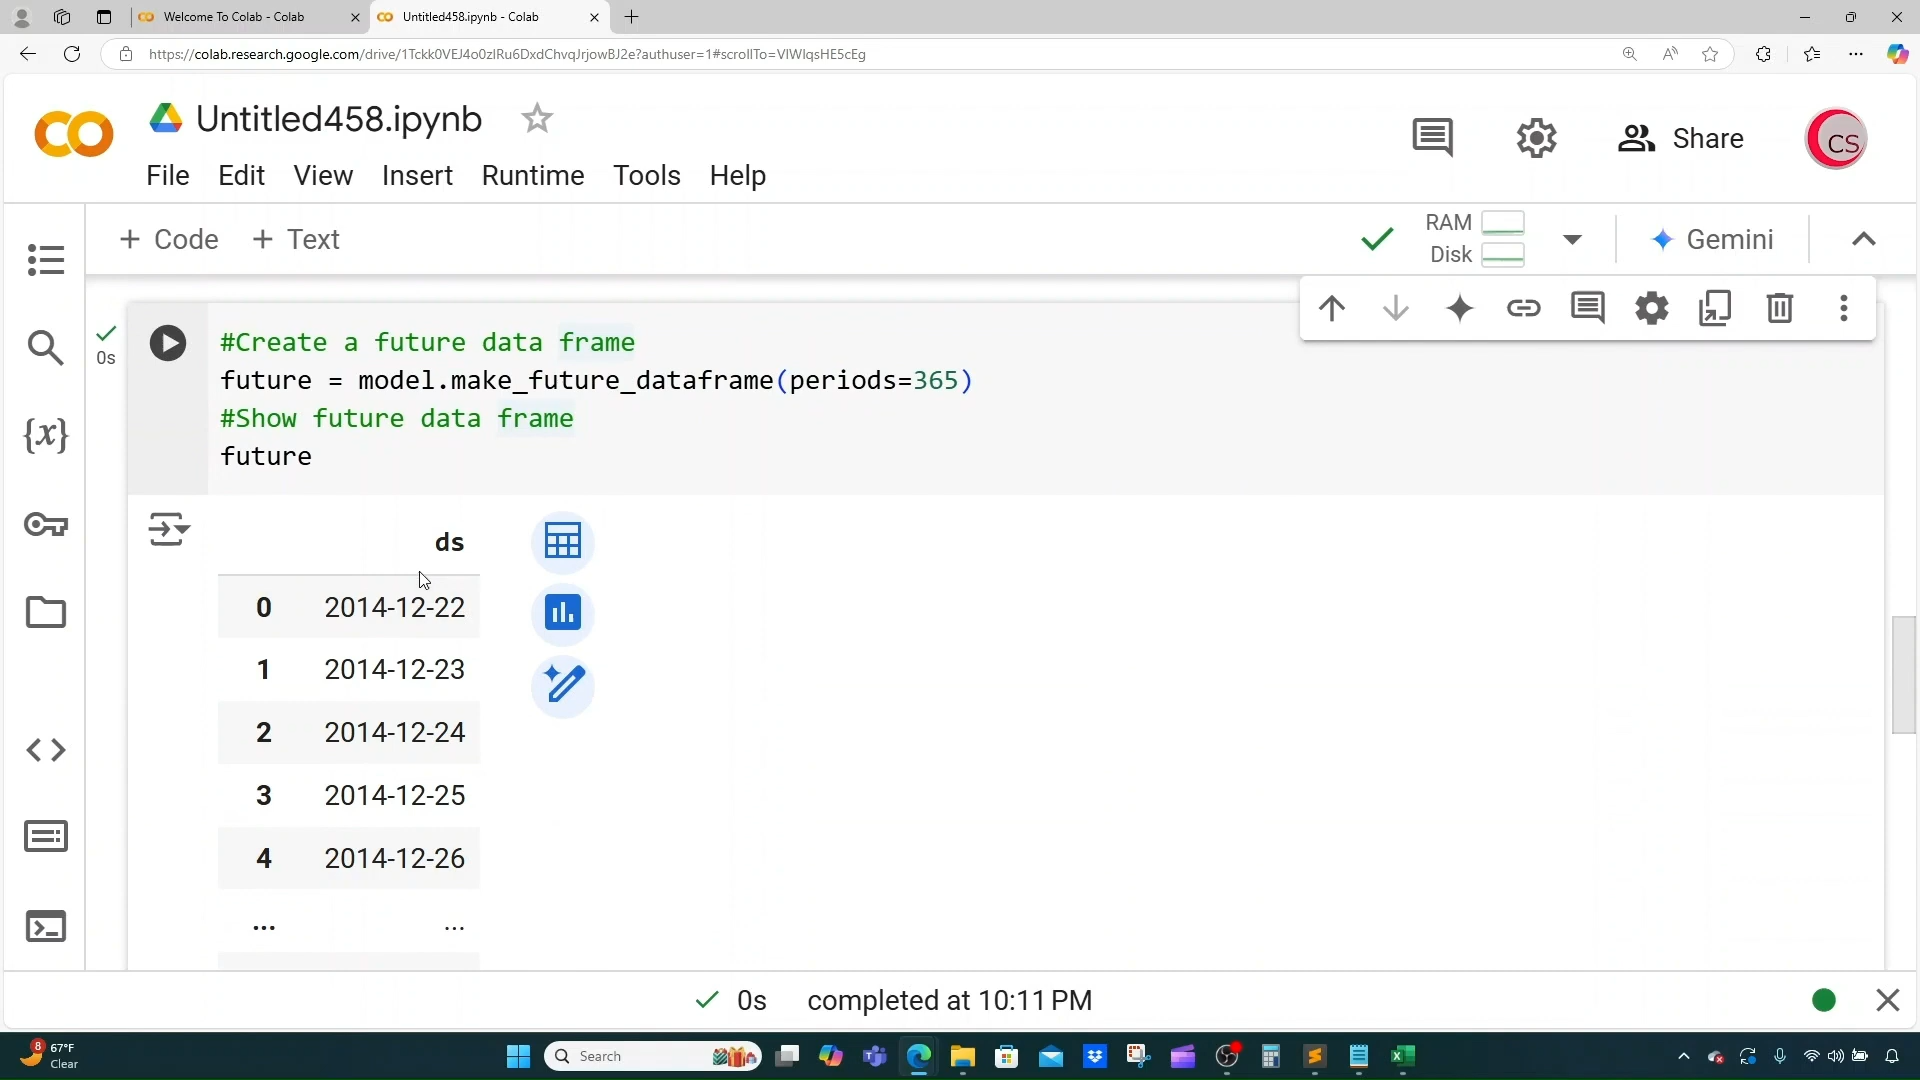 Welcome To Colab - Colab
Untitled458.ipynb - Colab
https://colab.research.google.com/drive/1Tckk0VEJ4o0zlRu6DxdChvqJrjowBJ2e?authuser=1#scrollTo=VlWIqsHE5cEg
Untitled458.ipynb
CS
Share
File Edit View Insert Runtime Tools Help
+ Code + Text
RAM
Disk
Gemini
0s
#Create a future data frame
future = model.make_future_dataframe(periods=365)
#Show future data frame
future
{x}
ds
0 2014-12-22
1 2014-12-23
2 2014-12-24
3 2014-12-25
4 2014-12-26
... ...
0s completed at 10:11 PM
8
67°F
Clear
Search